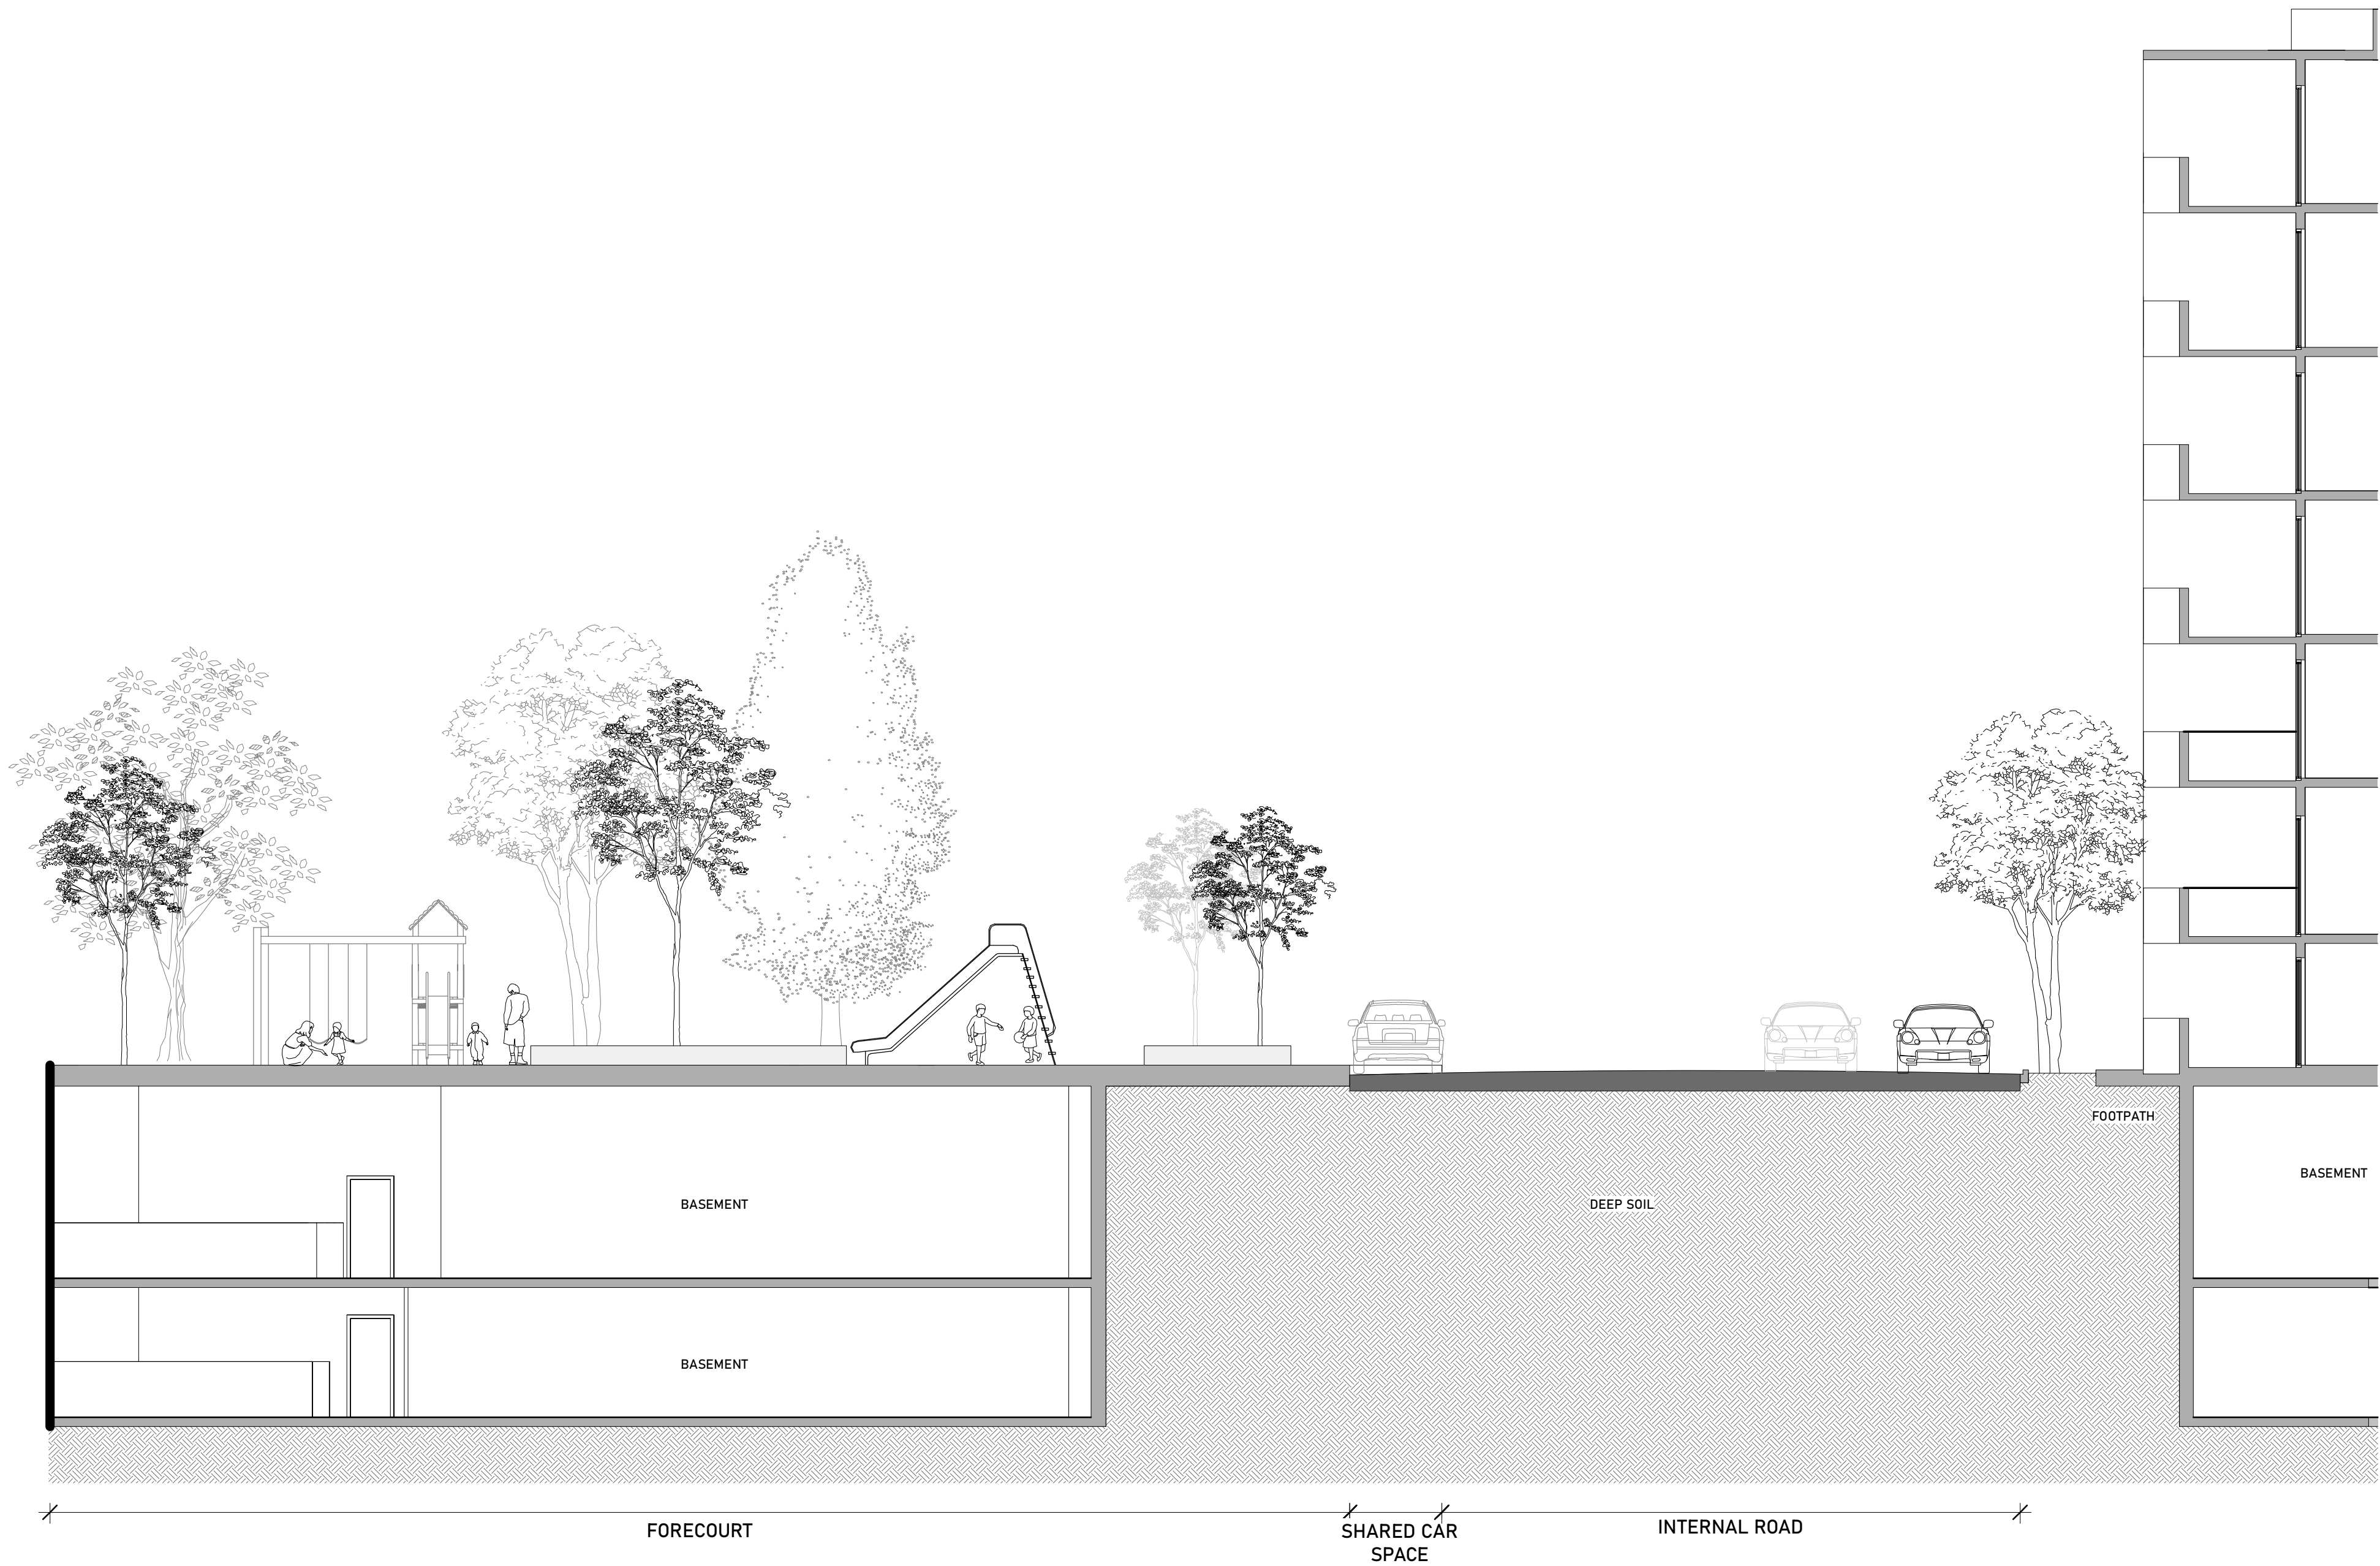 FOOTPATH
BASEMENT
BASEMENT
DEEP SOIL
BASEMENT
FORECOURT
SHARED CAR
SPACE
INTERNAL ROAD